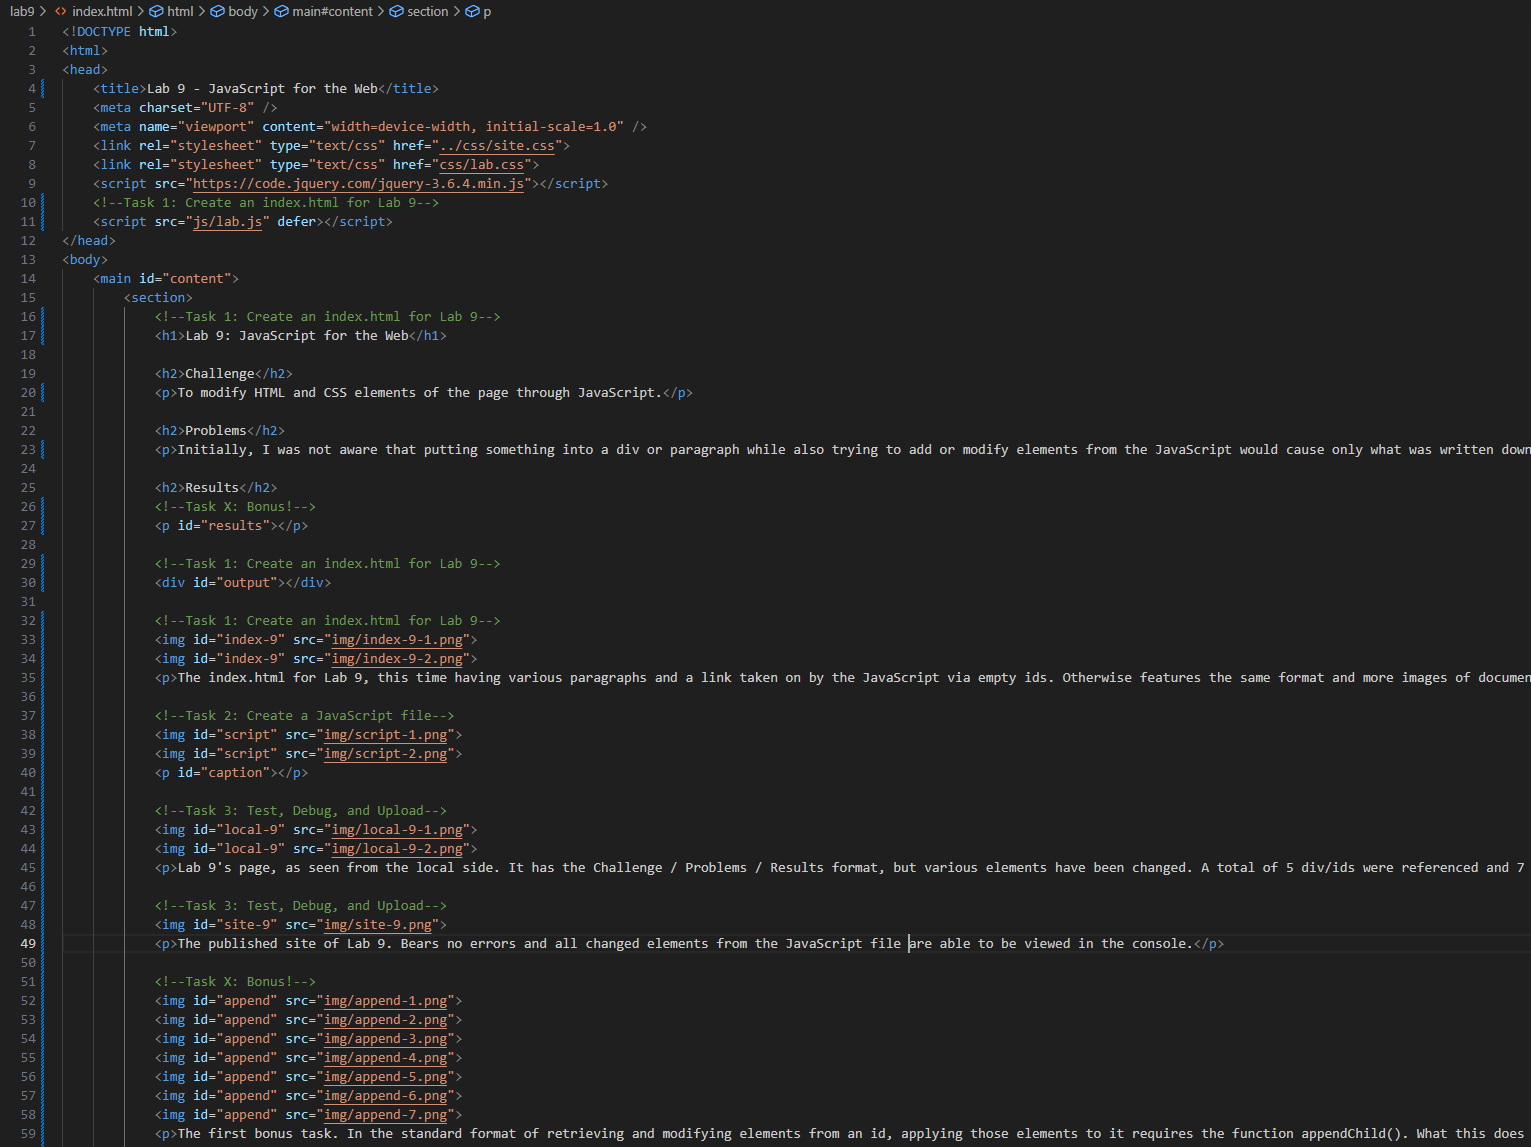 lab9 > <> index.html > html > body > main#content > section > p
1 <!DOCTYPE html>
2 <html>
3 <head>
4 <title>Lab 9 - JavaScript for the Web</title>
5 <meta charset="UTF-8" />
6 <meta name="viewport" content="width=device-width, initial-scale=1.0" />
7 <link rel="stylesheet" type="text/css" href="../css/site.css">
8 <link rel="stylesheet" type="text/css" href="css/lab.css">
9 <script src="https://code.jquery.com/jquery-3.6.4.min.js"></script>
10 <!--Task 1: Create an index.html for Lab 9-->
11 <script src="js/lab.js" defer></script>
12 </head>
13 <body>
14 <main id="content">
15 <section>
16 <!--Task 1: Create an index.html for Lab 9-->
17 <h1>Lab 9: JavaScript for the Web</h1>
18
19 <h2>Challenge</h2>
20 <p>To modify HTML and CSS elements of the page through JavaScript.</p>
21
22 <h2>Problems</h2>
23 <p>Initially, I was not aware that putting something into a div or paragraph while also trying to add or modify elements from the JavaScript would cause only what was written down
24
25 <h2>Results</h2>
26 <!--Task X: Bonus!-->
27 <p id="results"></p>
28
29 <!--Task 1: Create an index.html for Lab 9-->
30 <div id="output"></div>
31
32 <!--Task 1: Create an index.html for Lab 9-->
33 <img id="index-9" src="img/index-9-1.png">
34 <img id="index-9" src="img/index-9-2.png">
35 <p>The index.html for Lab 9, this time having various paragraphs and a link taken on by the JavaScript via empty ids. Otherwise features the same format and more images of documen
36
37 <!--Task 2: Create a JavaScript file-->
38 <img id="script" src="img/script-1.png">
39 <img id="script" src="img/script-2.png">
40 <p id="caption"></p>
41
42 <!--Task 3: Test, Debug, and Upload-->
43 <img id="local-9" src="img/local-9-1.png">
44 <img id="local-9" src="img/local-9-2.png">
45 <p>Lab 9's page, as seen from the local side. It has the Challenge / Problems / Results format, but various elements have been changed. A total of 5 div/ids were referenced and 7
46
47 <!--Task 3: Test, Debug, and Upload-->
48 <img id="site-9" src="img/site-9.png">
49 <p>The published site of Lab 9. Bears no errors and all changed elements from the JavaScript file are able to be viewed in the console.</p>
50
51 <!--Task X: Bonus!-->
52 <img id="append" src="img/append-1.png">
53 <img id="append" src="img/append-2.png">
54 <img id="append" src="img/append-3.png">
55 <img id="append" src="img/append-4.png">
56 <img id="append" src="img/append-5.png">
57 <img id="append" src="img/append-6.png">
58 <img id="append" src="img/append-7.png">
59 <p>The first bonus task. In the standard format of retrieving and modifying elements from an id, applying those elements to it requires the function appendChild(). What this does